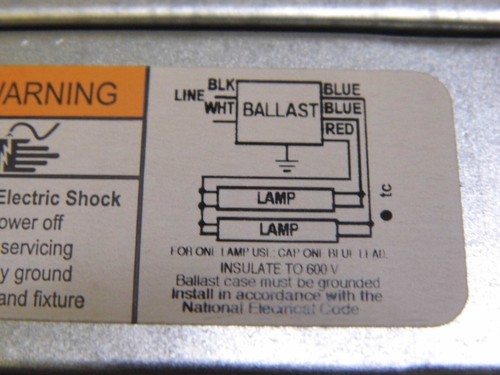 WARNING
Electric Shock
ower off
servicing
y ground
and fixture
BLK
LINE
WHT
BALLAST
BLUE
BLUE
RED
LAMP
LAMP
tc
FOR ONE LAMP USE: CAP ONE BLUE LEAD.
INSULATE TO 600 V
Ballast case must be grounded
Install in accordance with the
National Electrical Code